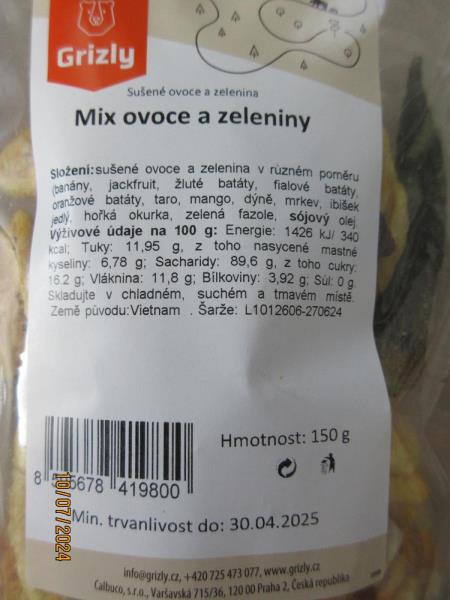 Grizly
Sušené ovoce a zelenina
Mix ovoce a zeleniny
Složení:sušené ovoce a zelenina v různém poměru
(banány, jackfruit, žluté batáty, fialové batáty,
oranžové batáty, taro, mango, dýně, mrkev, ibišek
jedlý, hořká okurka, zelená fazole, sójový olej.
Výživové údaje na 100 g: Energie: 1426 KJ/ 340
kcal; Tuky: 11,95 g, z toho nasycené mastné
kyseliny: 6,78 g; Sacharidy: 89,6 g, z toho cukry:
16.2 g; Vláknina: 11,8 g; Bílkoviny: 3,92 g; Sůl: 0 g.
Skladujte v chladném, suchém a tmavém místě.
Země původu:Vietnam . Šarže: L1012606-270624
Hmotnost: 150 g
5678 419800
Min. trvanlivost do: 30.04.2025
info@grizly.cz, +420 725 473 077, www.grizly.cz
Calbuco, s.r.o., Varšavská 715/36, 120 00 Praha 2, Česká republika
10/07/2024